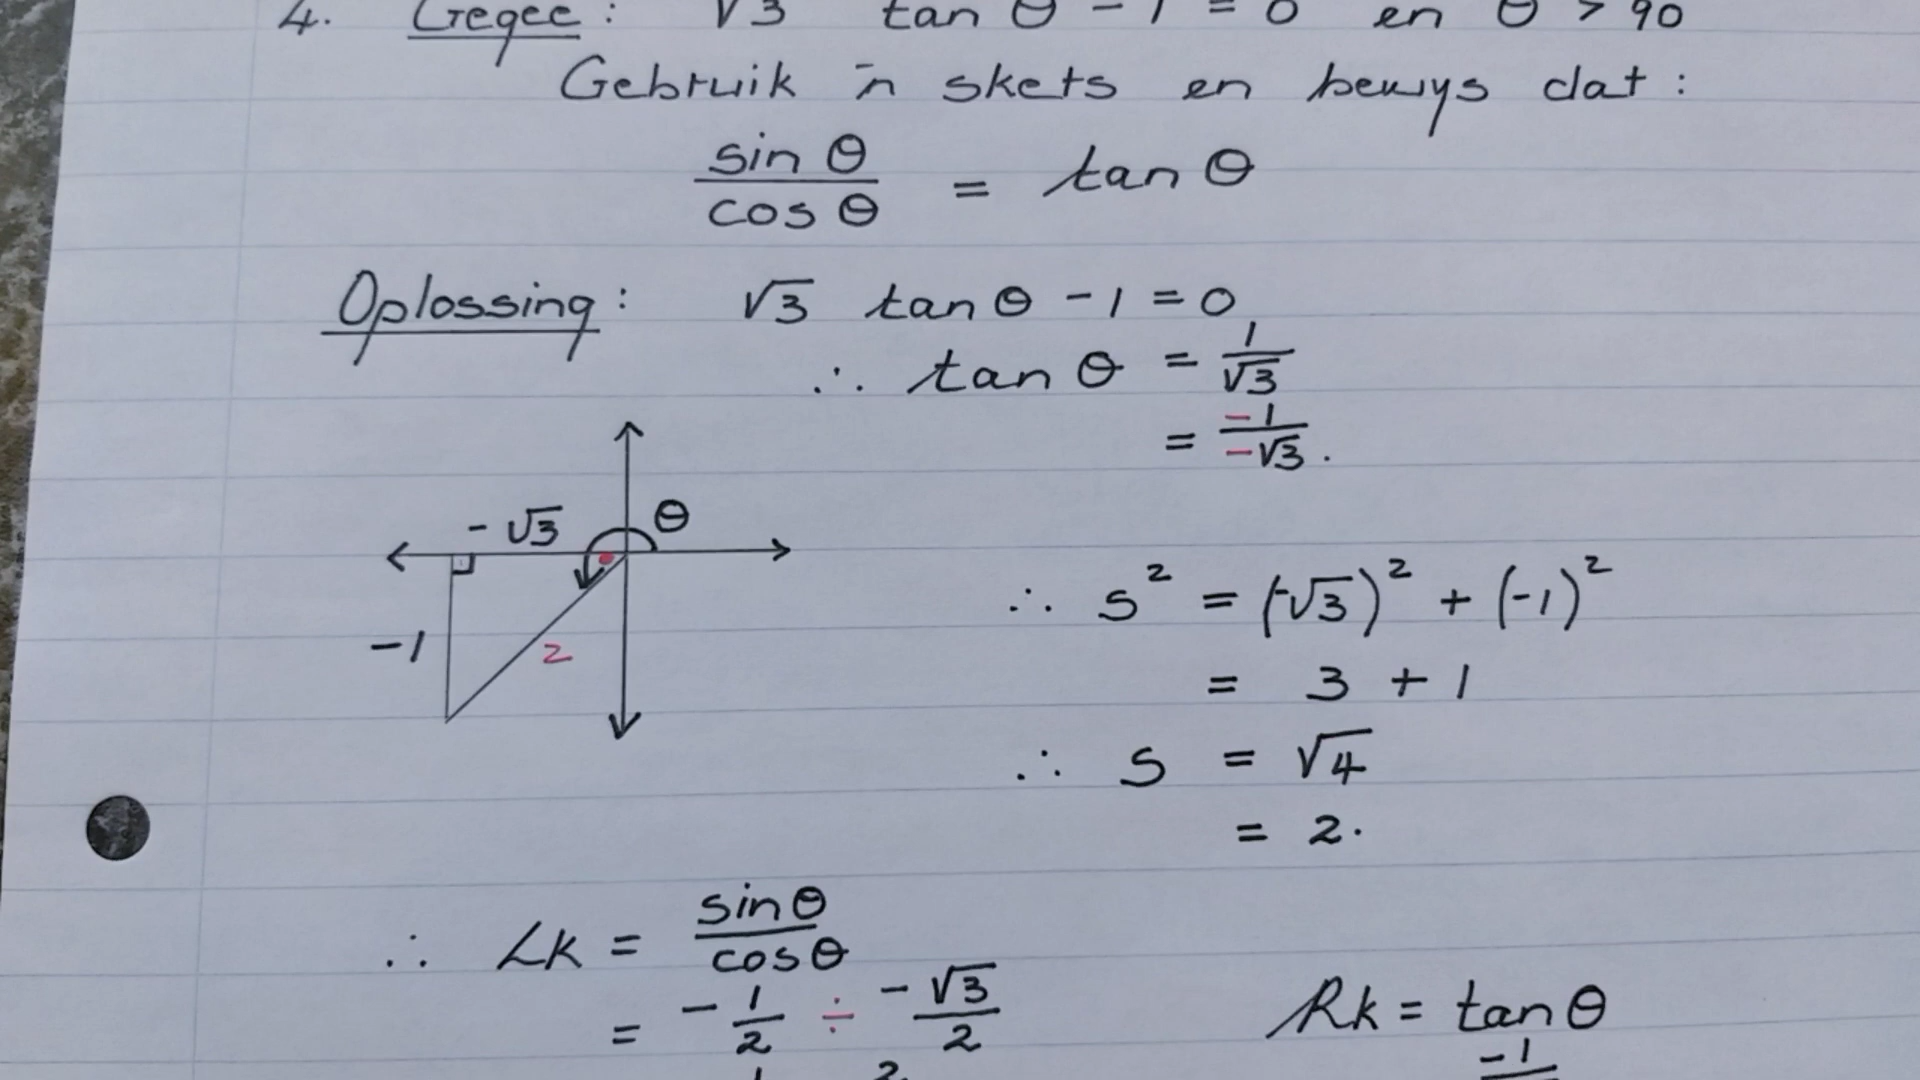 4. Gegee: √3 tan θ - 1 = 0 en θ > 90
Gebruik 'n skets en bewys dat:
sin θ / cos θ = tan θ
Oplossing: √3 tan θ - 1 = 0
∴ tan θ = 1/√3
= -1/-√3.
-√3 θ
-1
2
∴ s² = (-√3)² + (-1)²
= 3 + 1
∴ s = √4
= 2.
∴ LK = sin θ / cos θ
= -1/2 ÷ -√3/2
RK = tan θ
-1